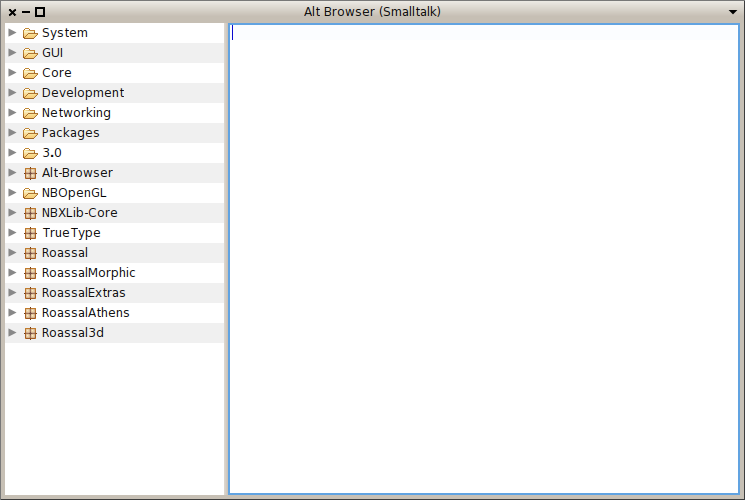 Alt Browser (Smalltalk)
System
GUI
Core
Development
Networking
Packages
3.0
Alt-Browser
NBOpenGL
NBXLib-Core
TrueType
Roassal
RoassalMorphic
RoassalExtras
RoassalAthens
Roassal3d